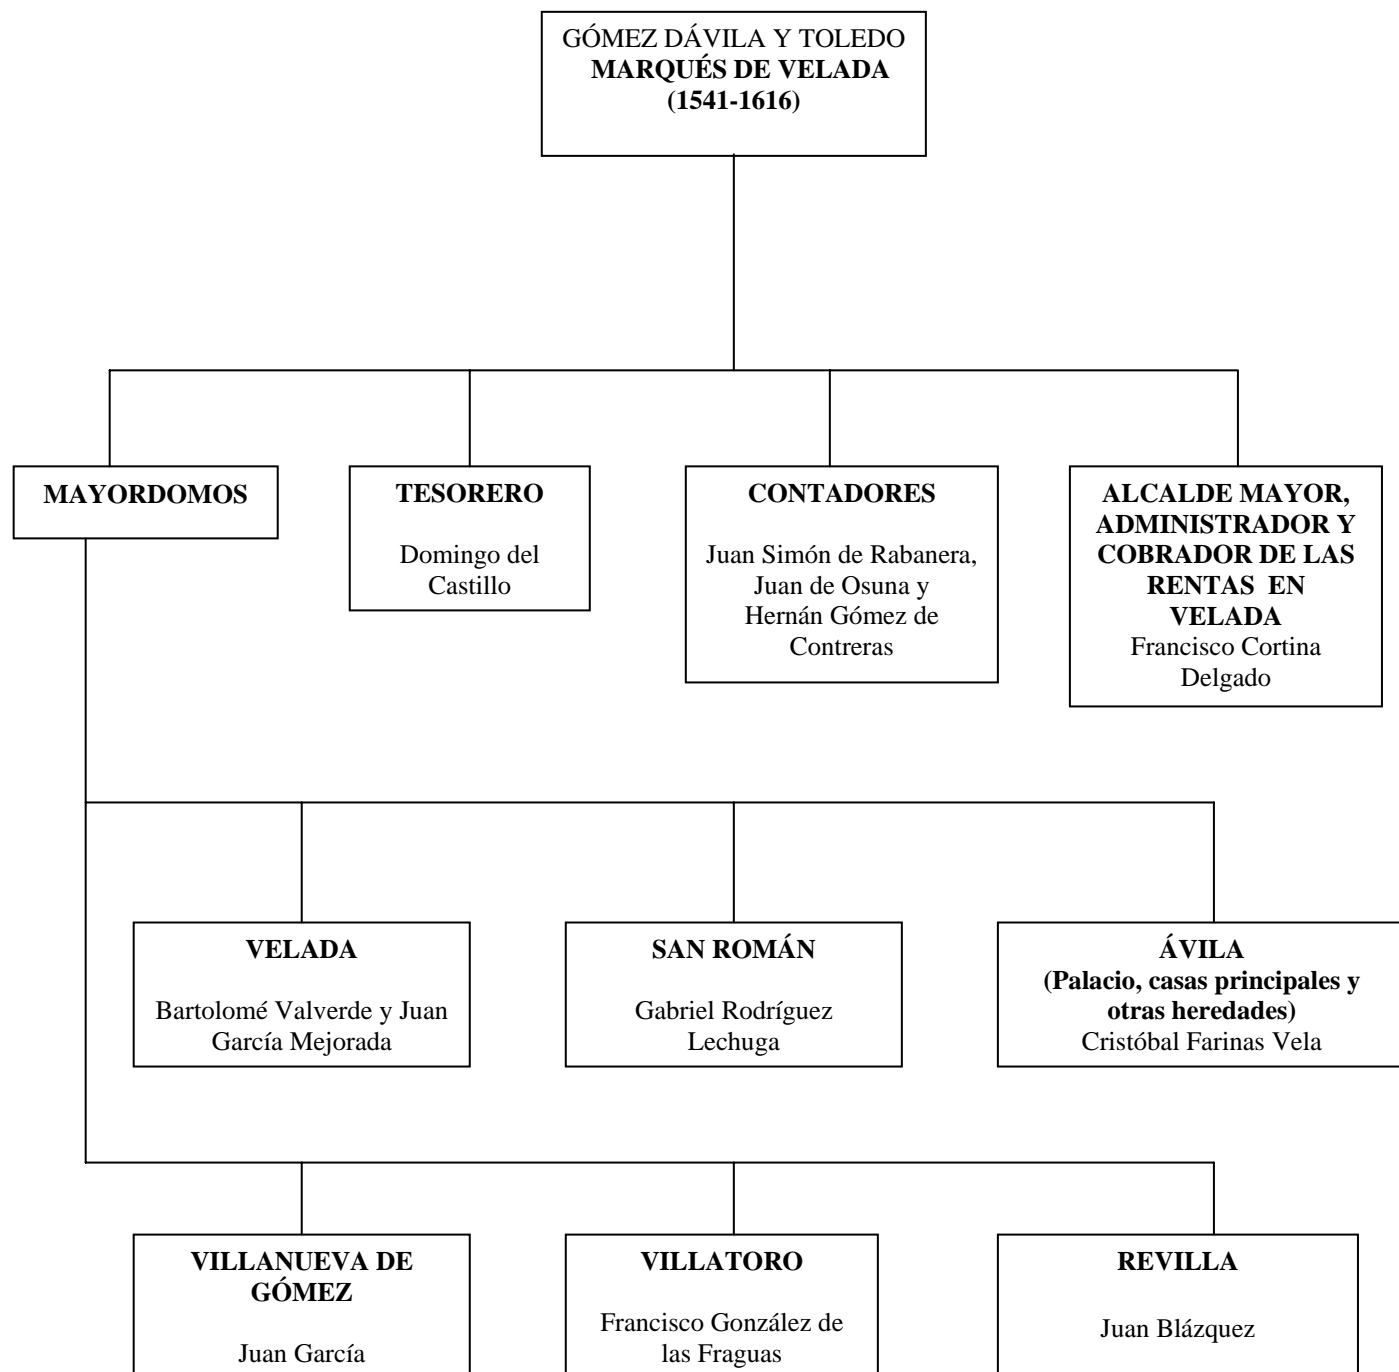 GÓMEZ DÁVILA Y TOLEDO
MARQUÉS DE VELADA
(1541-1616)
MAYORDOMOS
TESORERO
Domingo del
Castillo
CONTADORES
Juan Simón de Rabanera,
Juan de Osuna y
Hernán Gómez de
Contreras
ALCALDE MAYOR,
ADMINISTRADOR Y
COBRADOR DE LAS
RENTAS EN
VELADA
Francisco Cortina
Delgado
VELADA
Bartolomé Valverde y Juan
García Mejorada
SAN ROMÁN
Gabriel Rodríguez
Lechuga
ÁVILA
(Palacio, casas principales y
otras heredades)
Cristóbal Farinas Vela
VILLANUEVA DE
GÓMEZ
Juan García
VILLATORO
Francisco González de
las Fraguas
REVILLA
Juan Blázquez